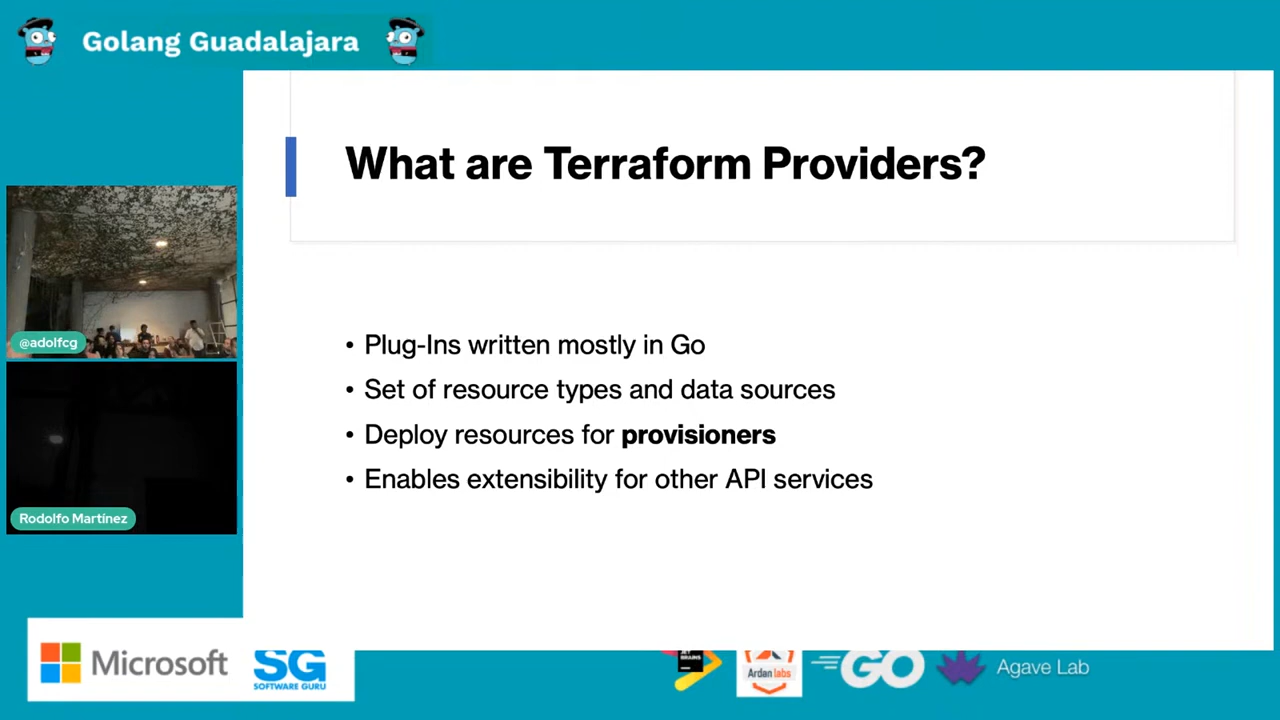 Golang Guadalajara
What are Terraform Providers?
• Plug-Ins written mostly in Go
• Set of resource types and data sources
• Deploy resources for provisioners
• Enables extensibility for other API services
@adolfcg
Rodolfo Martínez
Microsoft
SG
SOFTWARE GURU
JET
BRAINS
Ardan labs
GO
Agave Lab